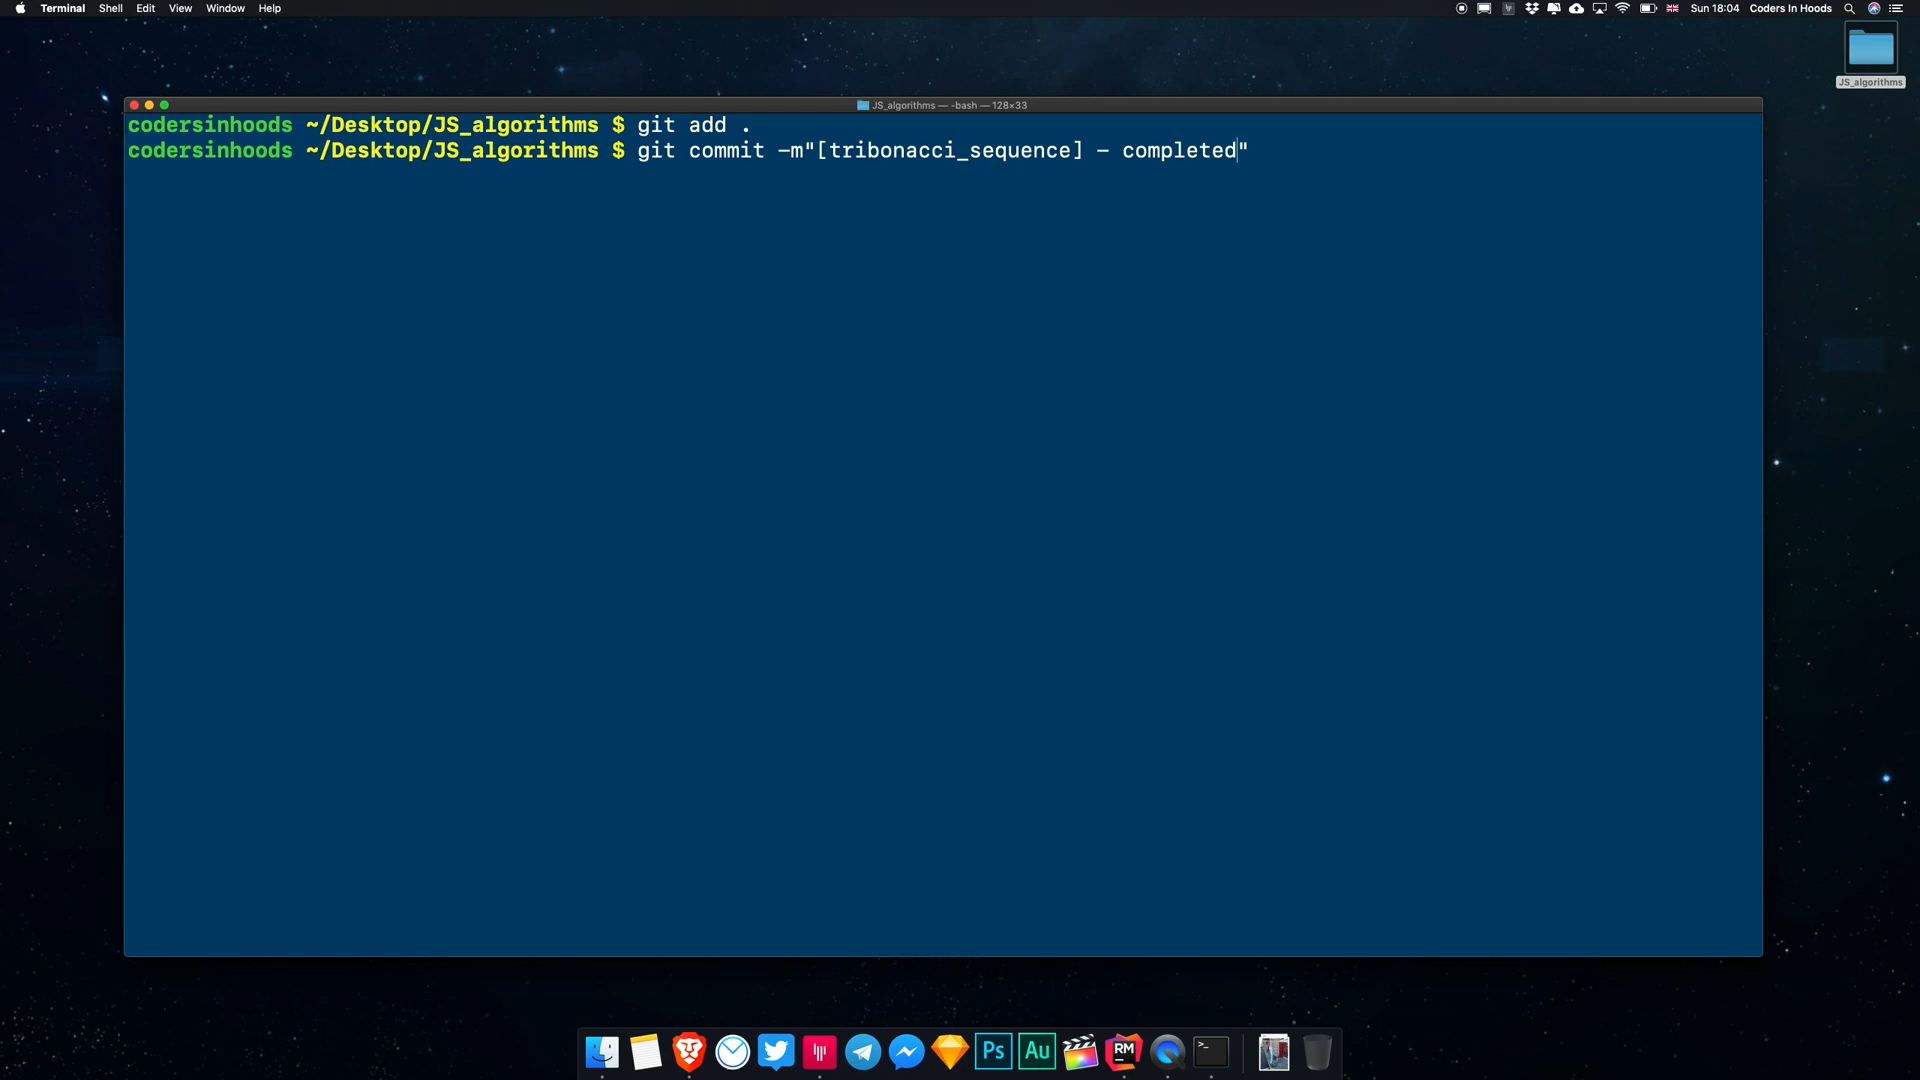 Terminal Shell Edit View Window Help Sun 18:04 Coders In Hoods
JS_algorithms
JS_algorithms — -bash — 128×33
codersinhoods ~/Desktop/JS_algorithms $ git add .
codersinhoods ~/Desktop/JS_algorithms $ git commit -m"[tribonacci_sequence] - completed"
Ps Au RM >_